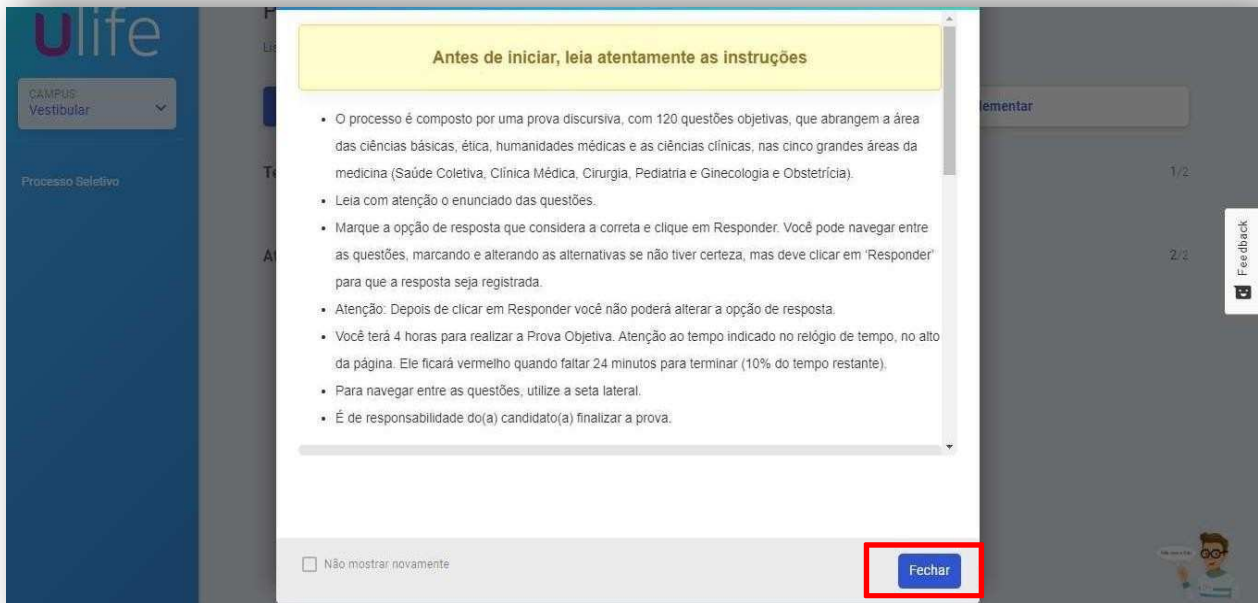 Ulife
CAMPUS
Vestibular
Processo Seletivo
Antes de iniciar, leia atentamente as instruções
• O processo é composto por uma prova discursiva, com 120 questões objetivas, que abrangem a área
das ciências básicas, ética, humanidades médicas e as ciências clínicas, nas cinco grandes áreas da
medicina (Saúde Coletiva, Clínica Médica, Cirurgia, Pediatria e Ginecologia e Obstetrícia).
• Leia com atenção o enunciado das questões.
• Marque a opção de resposta que considera a correta e clique em Responder. Você pode navegar entre
as questões, marcando e alterando as alternativas se não tiver certeza, mas deve clicar em ‘Responder’
para que a resposta seja registrada.
• Atenção: Depois de clicar em Responder você não poderá alterar a opção de resposta.
• Você terá 4 horas para realizar a Prova Objetiva. Atenção ao tempo indicado no relógio de tempo, no alto
da página. Ele ficará vermelho quando faltar 24 minutos para terminar (10% do tempo restante).
• Para navegar entre as questões, utilize a seta lateral.
• É de responsabilidade do(a) candidato(a) finalizar a prova.
Não mostrar novamente
Fechar
lementar
1/2
2/2
Feedback